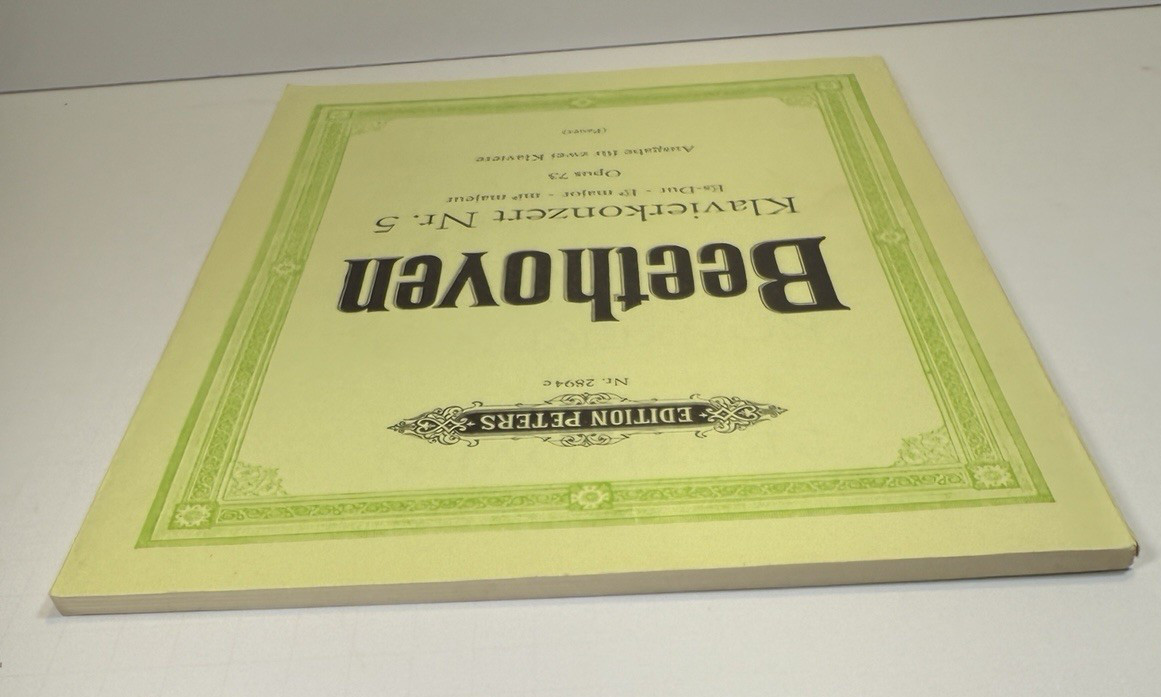 EDITION PETERS
Nr. 2894c
Beethoven
Klavierkonzert Nr. 5
Es-Dur - E♭ major - mi♭ majeur
Opus 73
Ausgabe für zwei Klaviere
(Pauer)